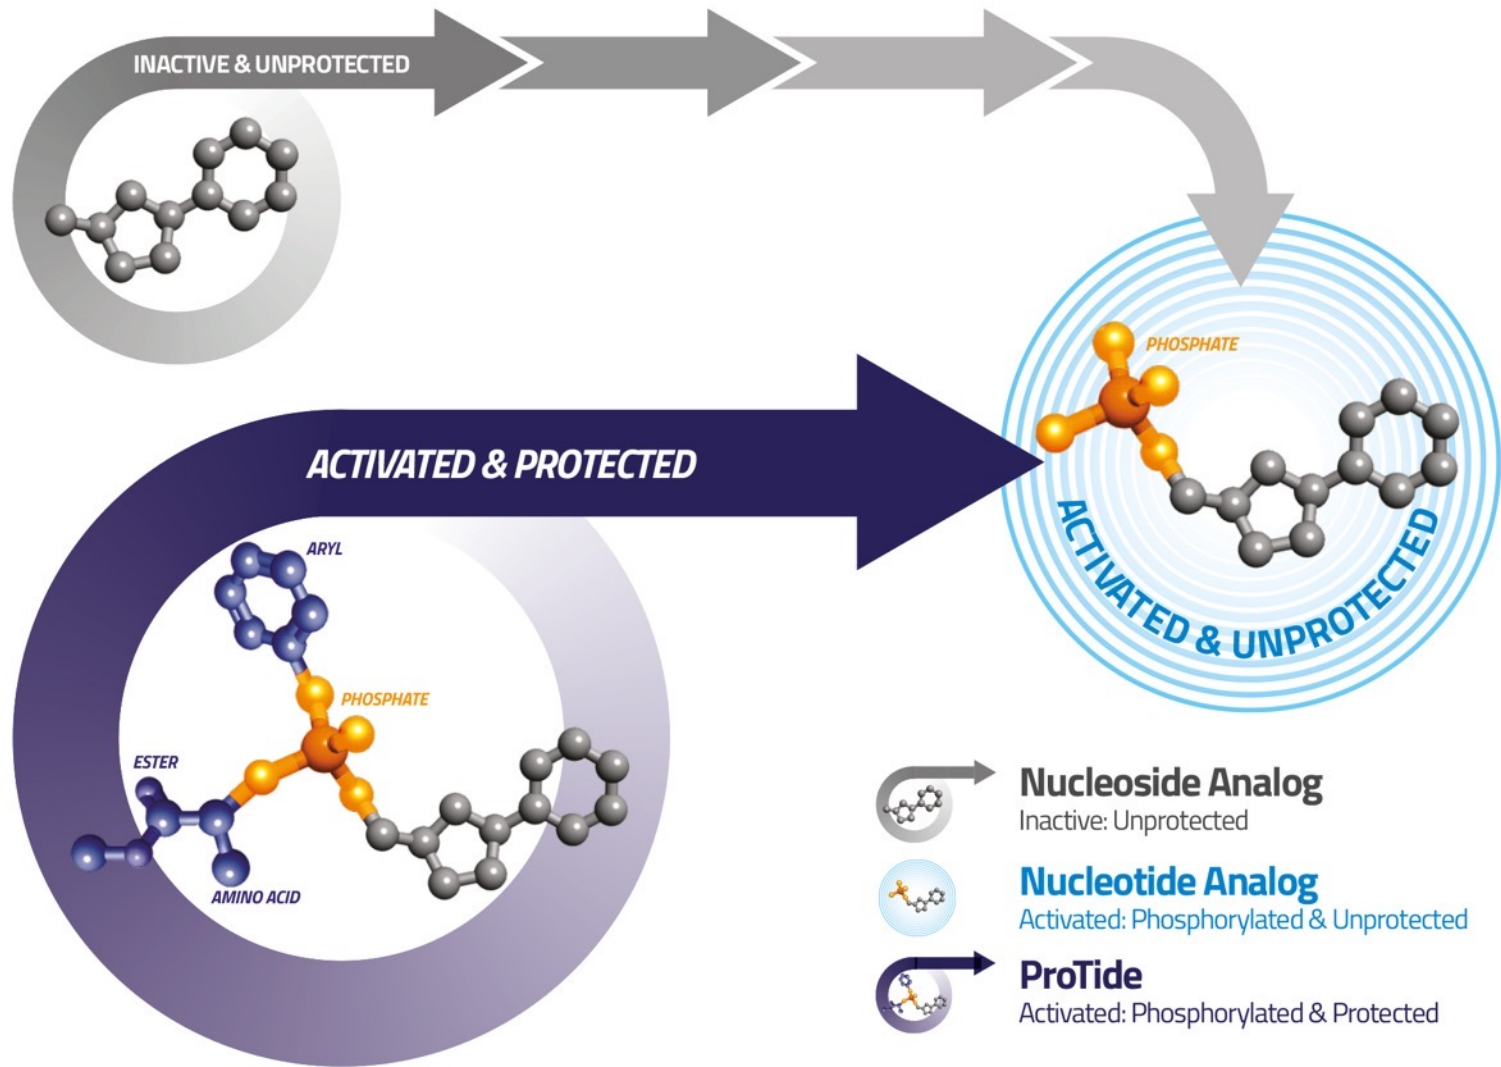 INACTIVE & UNPROTECTED
PHOSPHATE
ACTIVATED & PROTECTED
ACTIVATED & UNPROTECTED
ARYL
PHOSPHATE
ESTER
AMINO ACID
Nucleoside Analog
Inactive: Unprotected
Nucleotide Analog
Activated: Phosphorylated & Unprotected
ProTide
Activated: Phosphorylated & Protected